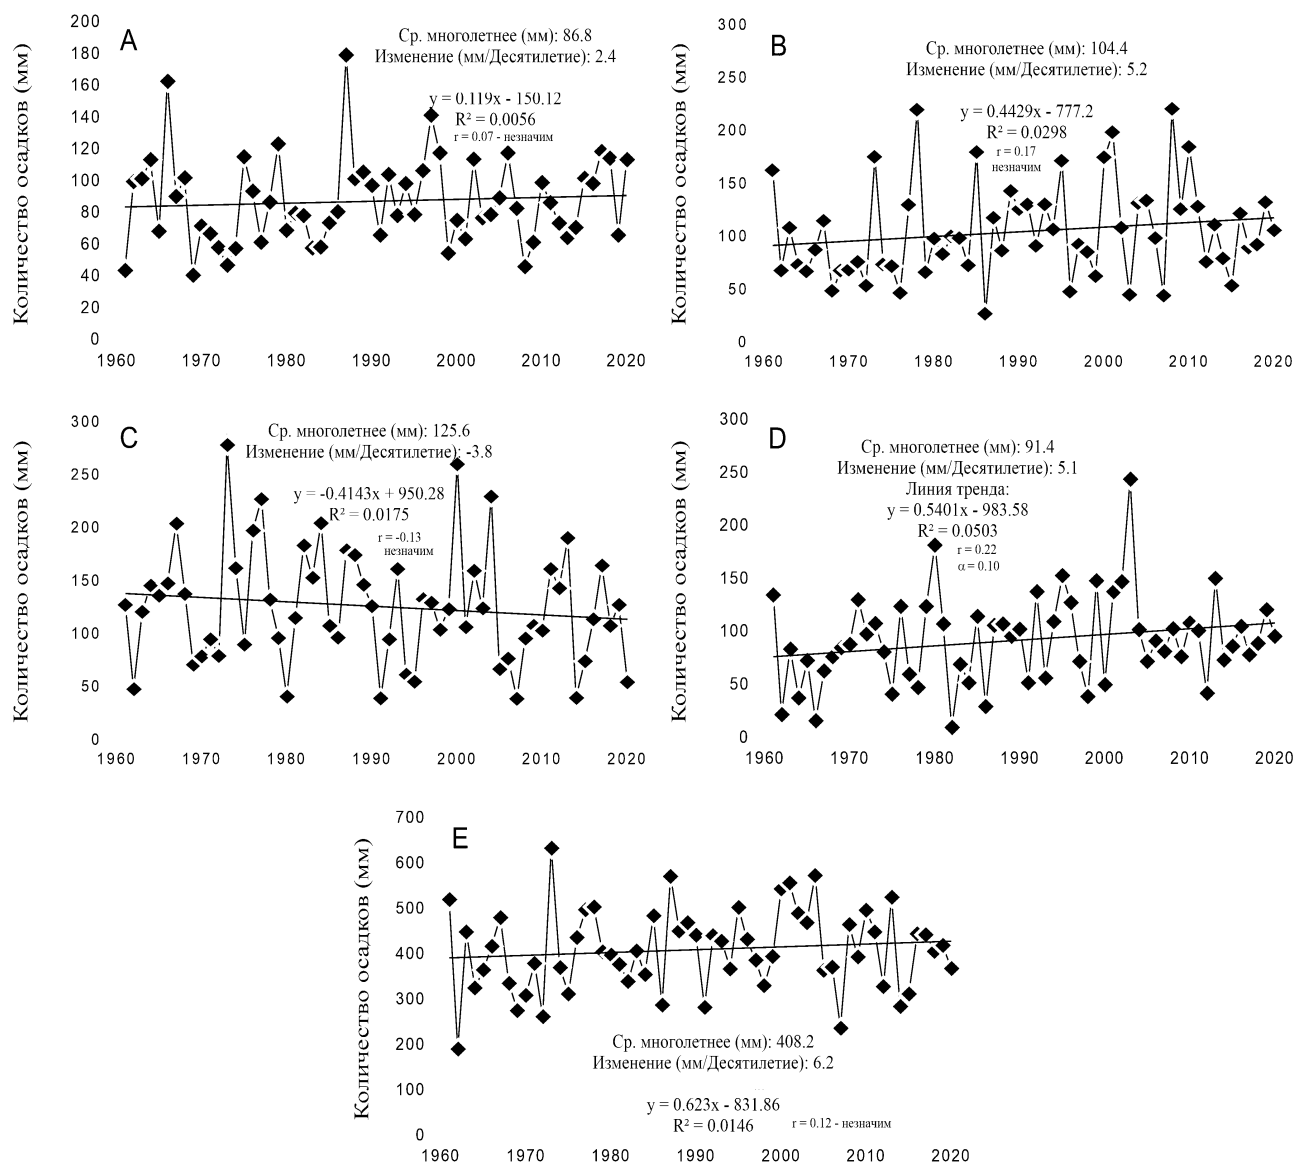 A
Ср. многолетнее (мм): 86.8
Изменение (мм/Десятилетие): 2.4
y = 0.119x - 150.12
R² = 0.0056
r = 0.07 - незначим
Количество осадков (мм)
200
180
160
140
120
100
80
60
40
20
0
1960 1970 1980 1990 2000 2010 2020
B
Ср. многолетнее (мм): 104.4
Изменение (мм/Десятилетие): 5.2
y = 0.4429x - 777.2
R² = 0.0298
r = 0.17
незначим
Количество осадков (мм)
300
250
200
150
100
50
0
1960 1970 1980 1990 2000 2010 2020
C
Ср. многолетнее (мм): 125.6
Изменение (мм/Десятилетие): -3.8
y = -0.4143x + 950.28
R² = 0.0175
r = -0.13
незначим
Количество осадков (мм)
300
250
200
150
100
50
0
1960 1970 1980 1990 2000 2010 2020
D
Ср. многолетнее (мм): 91.4
Изменение (мм/Десятилетие): 5.1
Линия тренда:
y = 0.5401x - 983.58
R² = 0.0503
r = 0.22
α = 0.10
Количество осадков (мм)
300
250
200
150
100
50
0
1960 1970 1980 1990 2000 2010 2020
E
Количество осадков (мм)
700
600
500
400
300
200
100
0
Ср. многолетнее (мм): 408.2
Изменение (мм/Десятилетие): 6.2
y = 0.623x - 831.86
R² = 0.0146
r = 0.12 - незначим
1960 1970 1980 1990 2000 2010 2020